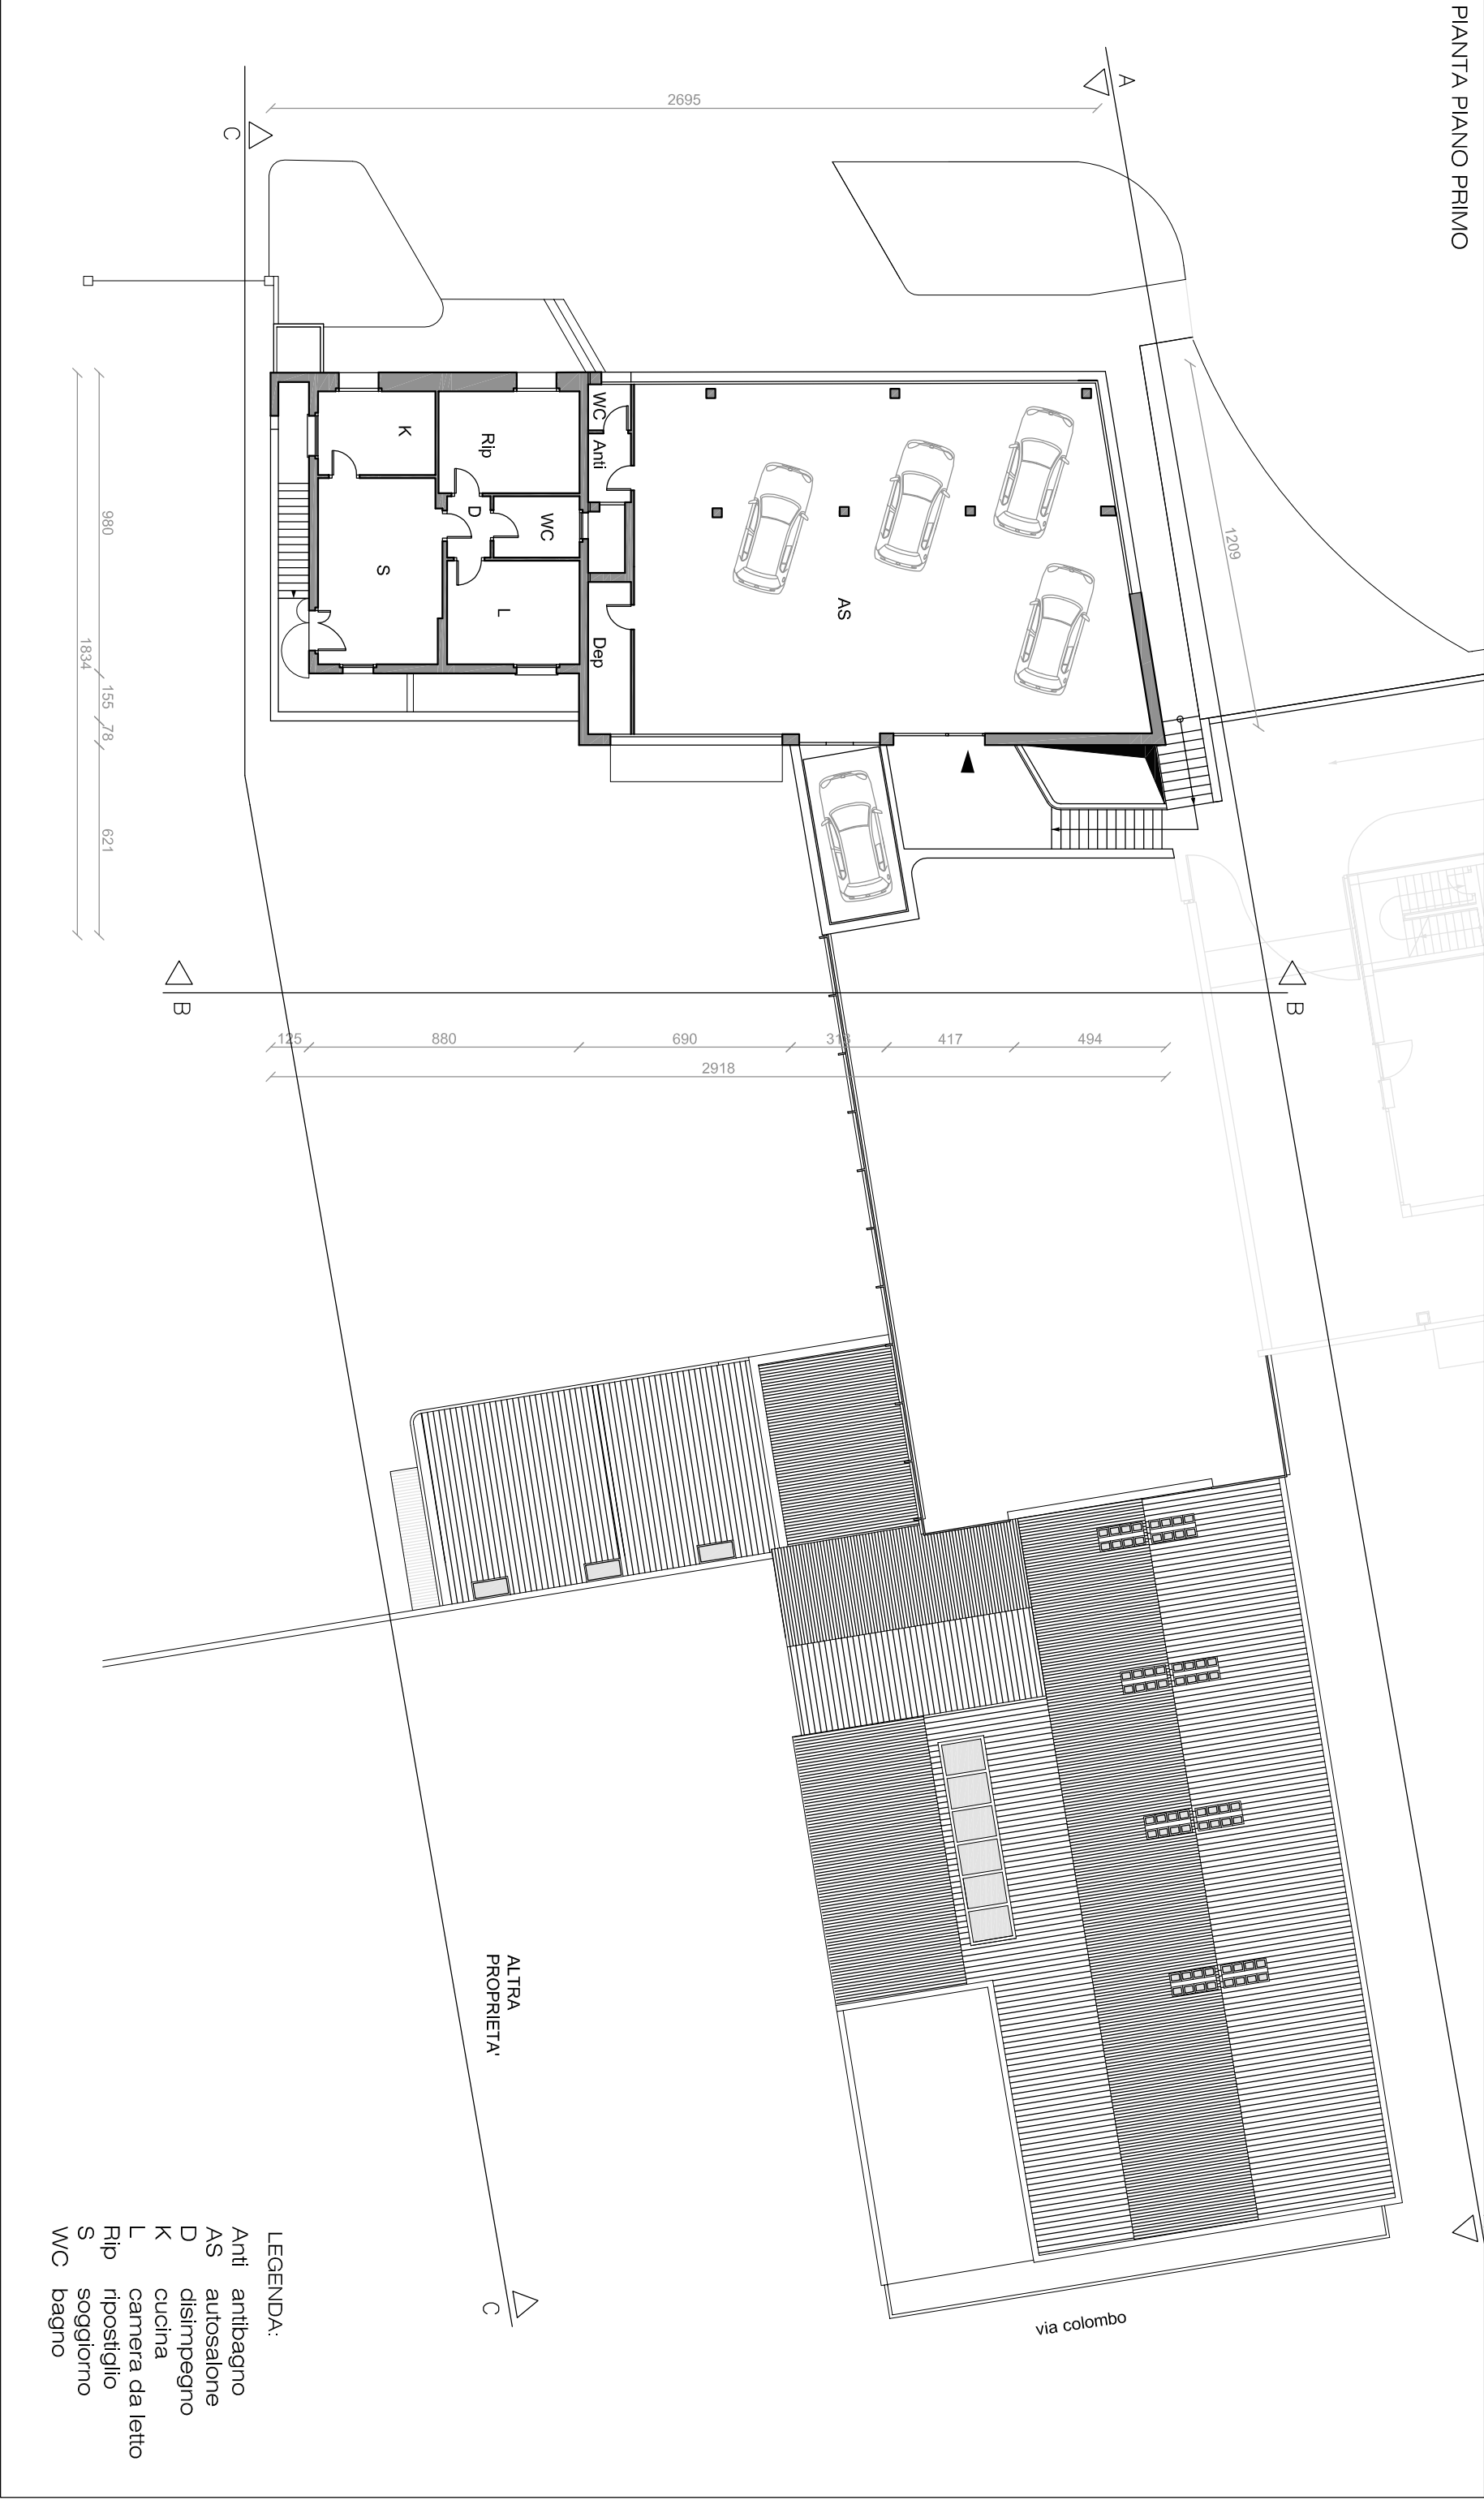 PIANTA PIANO PRIMO
A
C
2695
1209
K
Rip
WC
Anti
S
D
WC
L
Dep
AS
980
155
78
621
1834
B
B
125
880
690
313
417
494
2918
ALTRA
PROPRIETA'
C
via colombo
LEGENDA:
Anti antibagno
AS autosalone
D disimpegno
K cucina
L camera da letto
Rip ripostiglio
S soggiorno
WC bagno